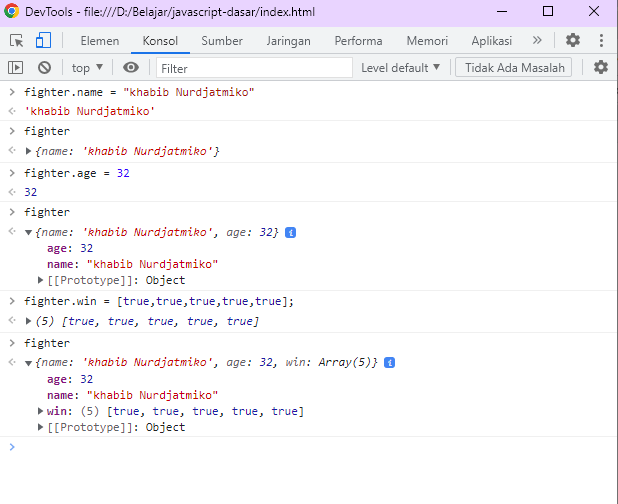 DevTools - file:///D:/Belajar/javascript-dasar/index.html
Elemen Konsol Sumber Jaringan Performa Memori Aplikasi »
top ▼ Filter Level default ▼ Tidak Ada Masalah
> fighter.name = "khabib Nurdjatmiko"
'khabib Nurdjatmiko'
> fighter
{name: 'khabib Nurdjatmiko'}
> fighter.age = 32
32
> fighter
{name: 'khabib Nurdjatmiko', age: 32} i
age: 32
name: "khabib Nurdjatmiko"
[[Prototype]]: Object
> fighter.win = [true,true,true,true,true];
(5) [true, true, true, true, true]
> fighter
{name: 'khabib Nurdjatmiko', age: 32, win: Array(5)} i
age: 32
name: "khabib Nurdjatmiko"
win: (5) [true, true, true, true, true]
[[Prototype]]: Object
>